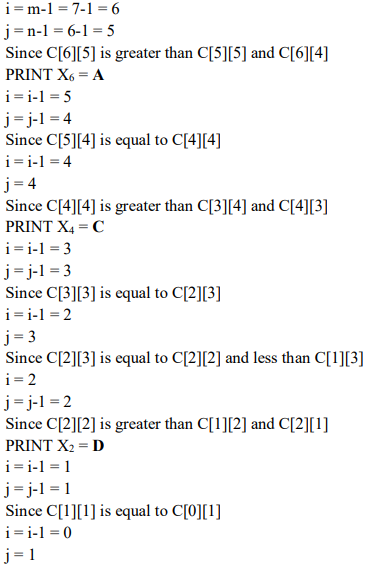 i = m-1 = 7-1 = 6
j = n-1 = 6-1 = 5
Since C[6][5] is greater than C[5][5] and C[6][4]
PRINT X₆ = A
i = i-1 = 5
j = j-1 = 4
Since C[5][4] is equal to C[4][4]
i = i-1 = 4
j = 4
Since C[4][4] is greater than C[3][4] and C[4][3]
PRINT X₄ = C
i = i-1 = 3
j = j-1 = 3
Since C[3][3] is equal to C[2][3]
i = i-1 = 2
j = 3
Since C[2][3] is equal to C[2][2] and less than C[1][3]
i = 2
j = j-1 = 2
Since C[2][2] is greater than C[1][2] and C[2][1]
PRINT X₂ = D
i = i-1 = 1
j = j-1 = 1
Since C[1][1] is equal to C[0][1]
i = i-1 = 0
j = 1